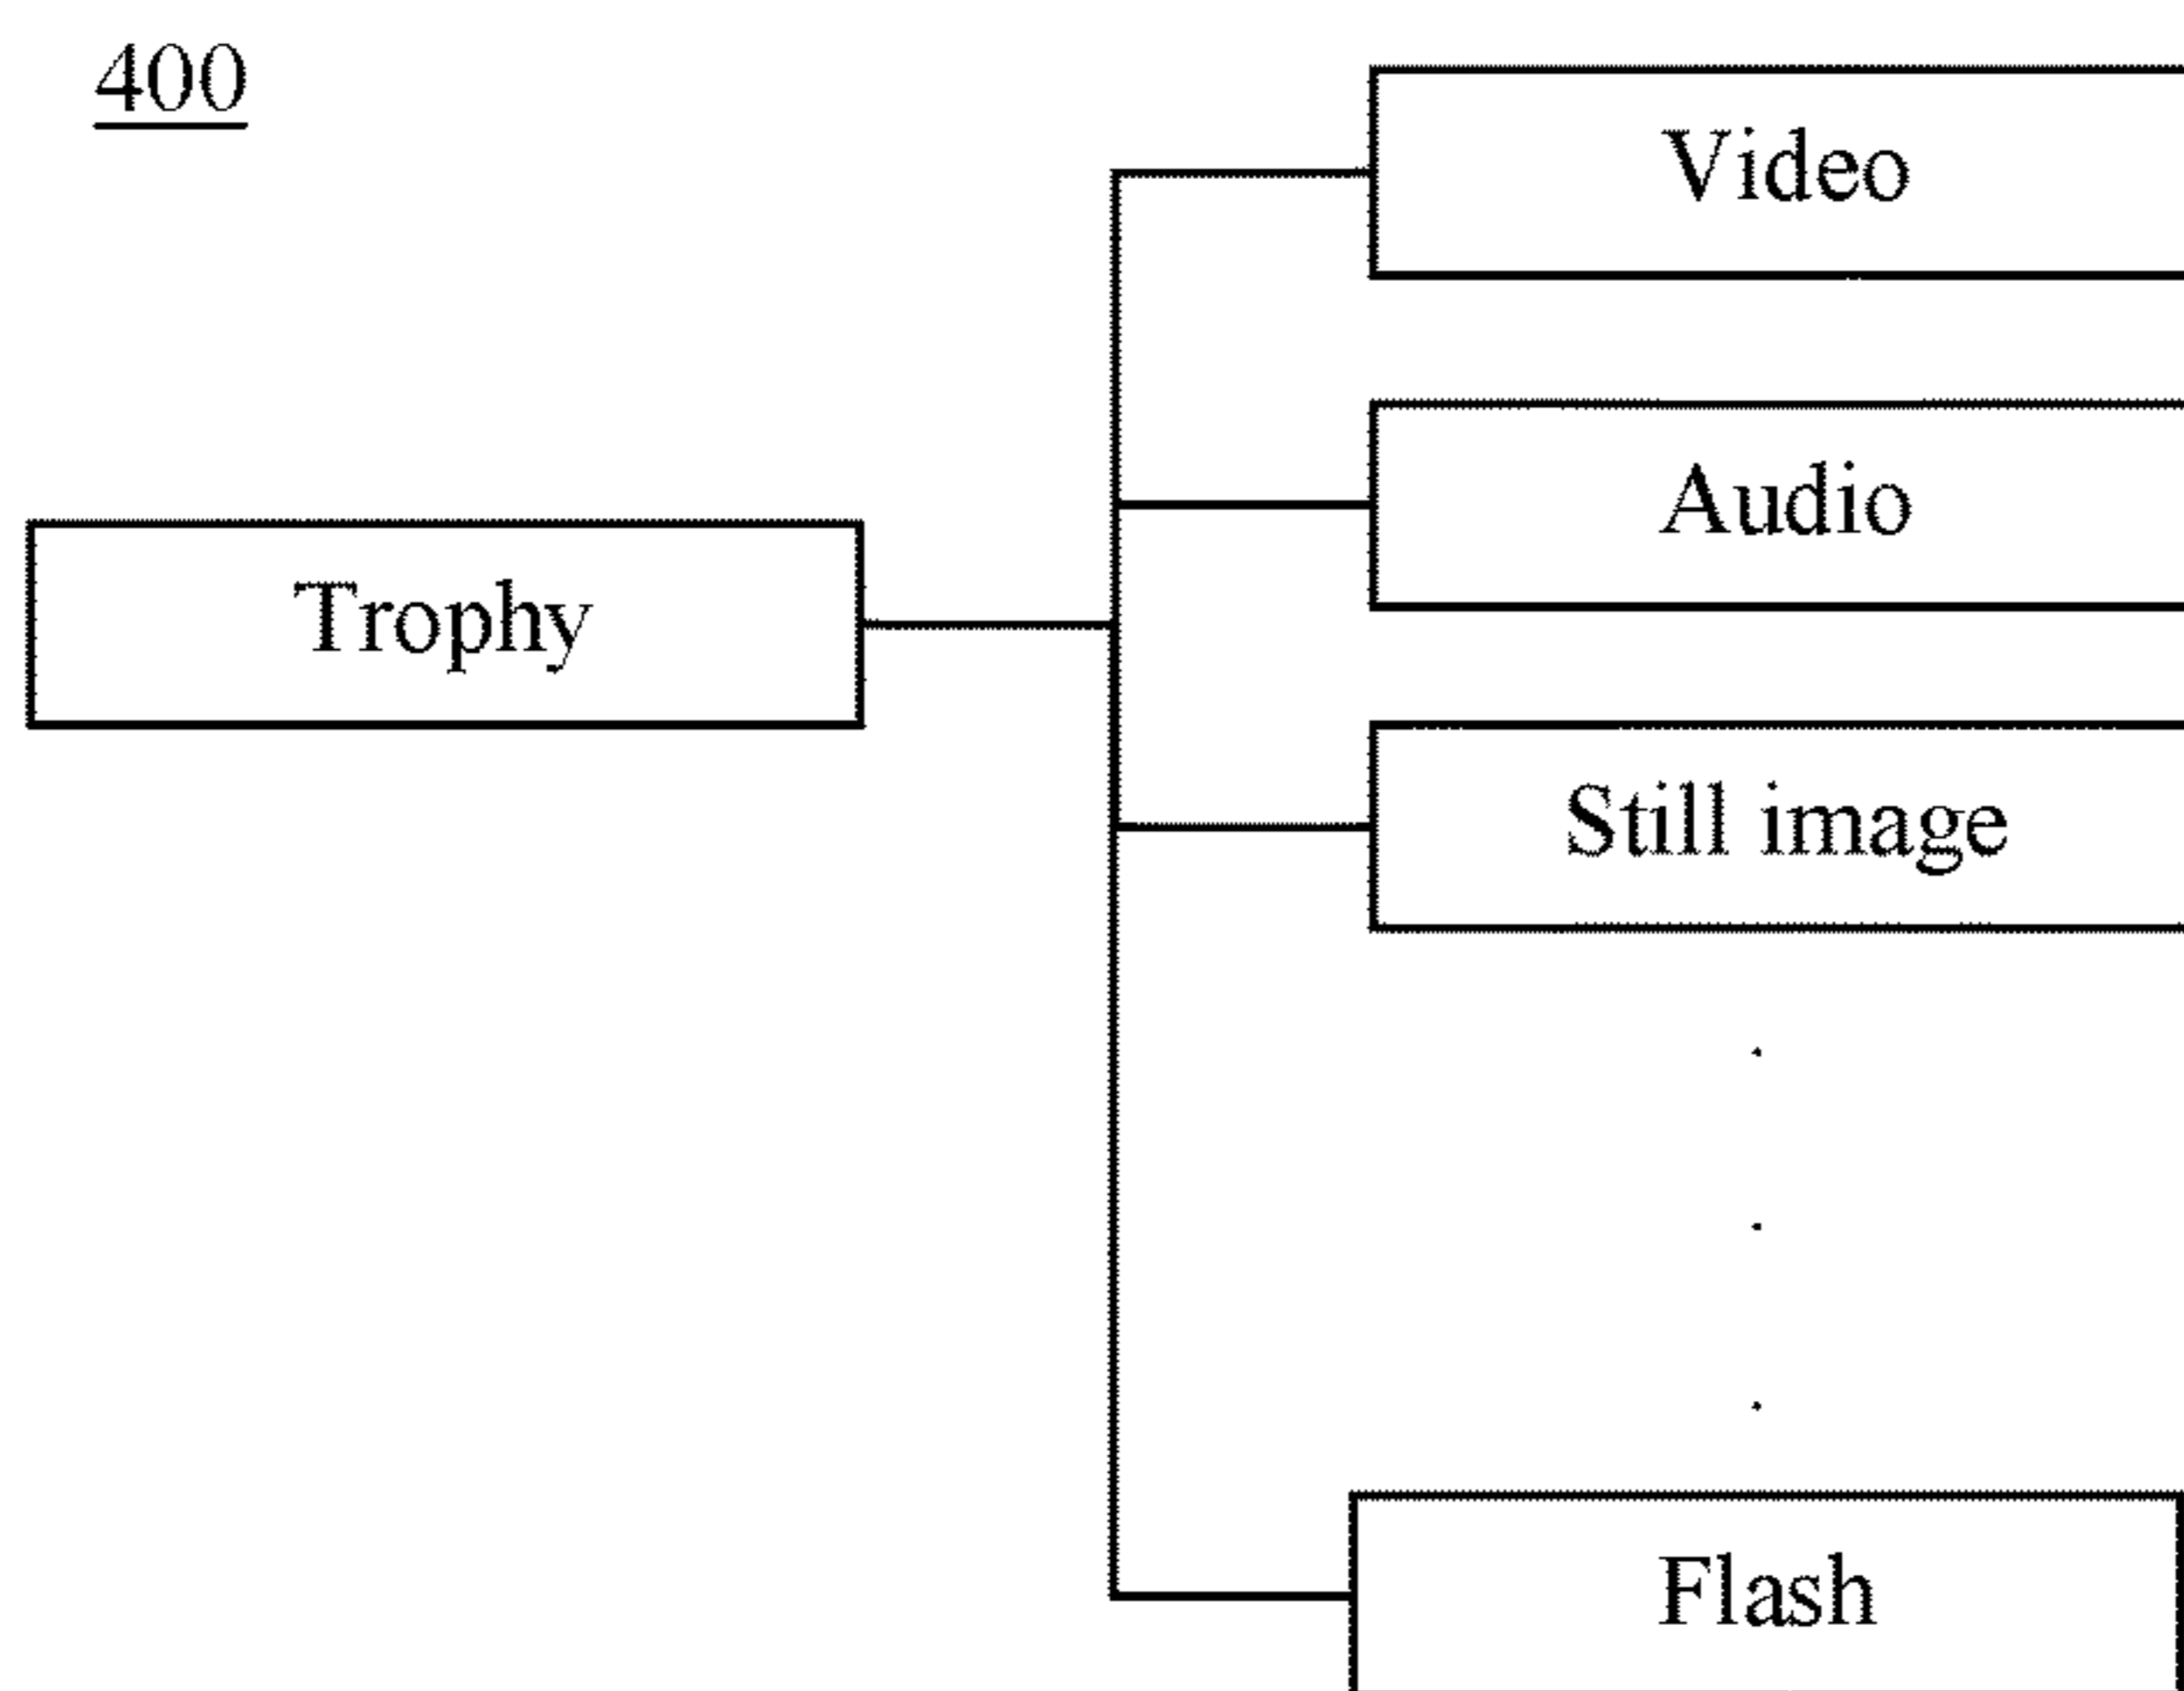 400
Video
Audio
Trophy
Still image
.
.
.
Flash